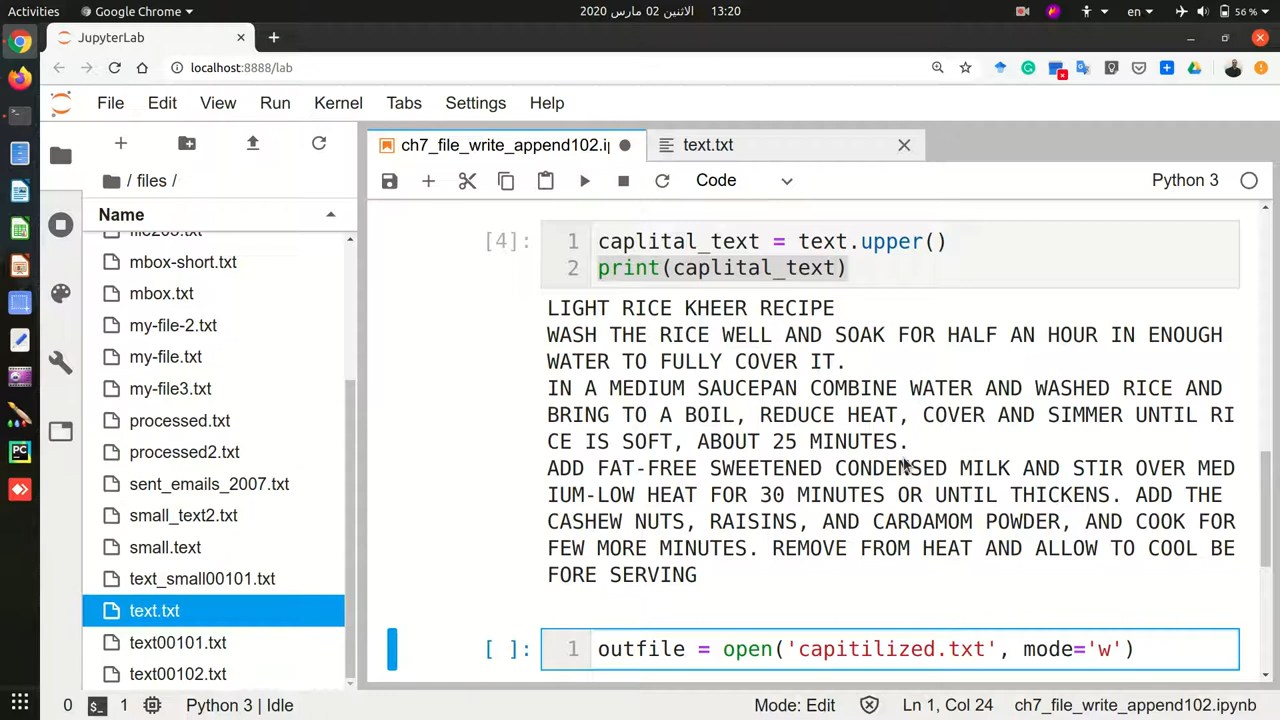 Activities
Google Chrome
الاثنين 02 مارس 2020
13:20
en
56 %
JupyterLab
localhost:8888/lab
File Edit View Run Kernel Tabs Settings Help
/ files /
Name
file205.txt
mbox-short.txt
mbox.txt
my-file-2.txt
my-file.txt
my-file3.txt
processed.txt
processed2.txt
sent_emails_2007.txt
small_text2.txt
small.text
text_small00101.txt
text.txt
text00101.txt
text00102.txt
ch7_file_write_append102.i
text.txt
Code
Python 3
[4]:
1 caplital_text = text.upper()
2 print(caplital_text)
LIGHT RICE KHEER RECIPE
WASH THE RICE WELL AND SOAK FOR HALF AN HOUR IN ENOUGH
WATER TO FULLY COVER IT.
IN A MEDIUM SAUCEPAN COMBINE WATER AND WASHED RICE AND
BRING TO A BOIL, REDUCE HEAT, COVER AND SIMMER UNTIL RI
CE IS SOFT, ABOUT 25 MINUTES.
ADD FAT-FREE SWEETENED CONDENSED MILK AND STIR OVER MED
IUM-LOW HEAT FOR 30 MINUTES OR UNTIL THICKENS. ADD THE
CASHEW NUTS, RAISINS, AND CARDAMOM POWDER, AND COOK FOR
FEW MORE MINUTES. REMOVE FROM HEAT AND ALLOW TO COOL BE
FORE SERVING
[ ]:
1 outfile = open('capitilized.txt', mode='w')
0
1
Python 3 | Idle
Mode: Edit
Ln 1, Col 24
ch7_file_write_append102.ipynb